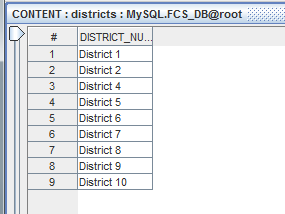 CONTENT : districts : MySQL.FCS_DB@root
# DISTRICT_NU...
1 District 1
2 District 2
3 District 4
4 District 5
5 District 6
6 District 7
7 District 8
8 District 9
9 District 10